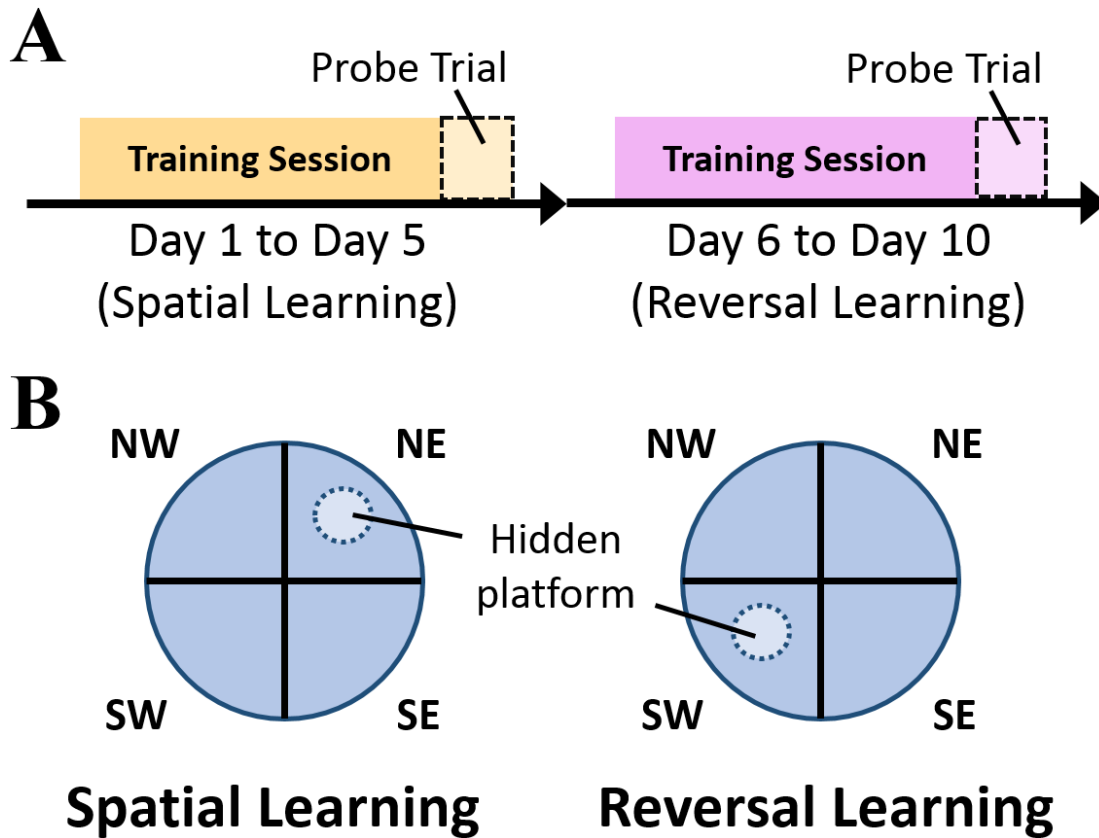 A
Probe Trial
Probe Trial
Training Session
Training Session
Day 1 to Day 5
(Spatial Learning)
Day 6 to Day 10
(Reversal Learning)
B
NW
NE
NW
NE
Hidden
platform
SW
SE
SW
SE
Spatial Learning
Reversal Learning